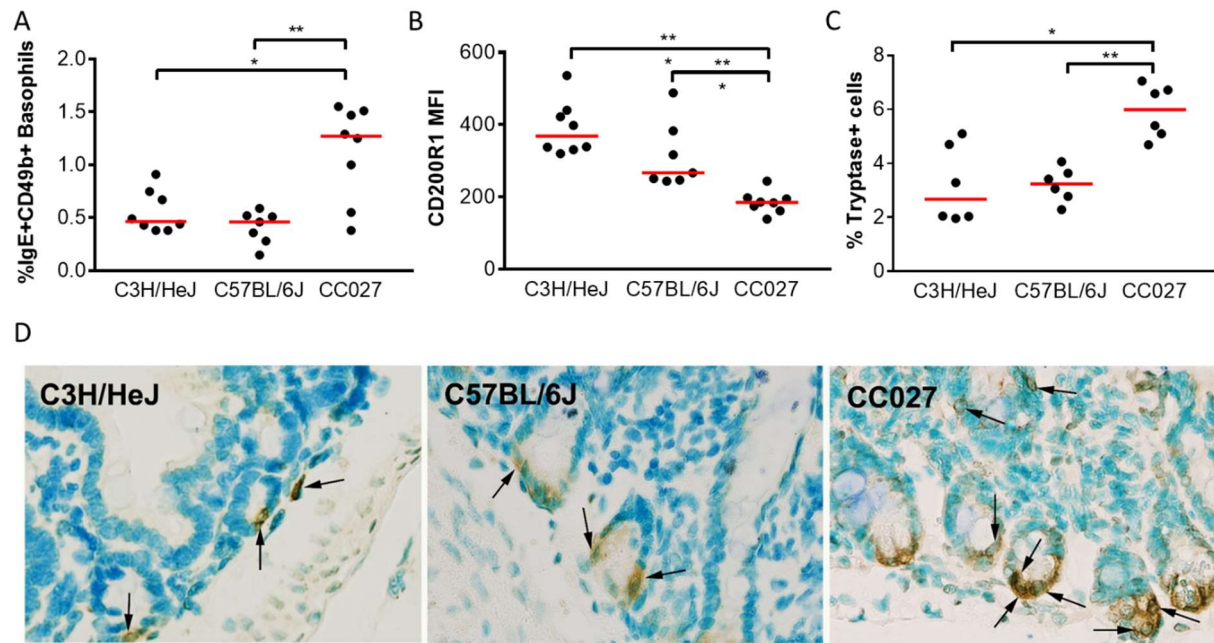 A
%IgE+CD49b+ Basophils
2.0
1.5
1.0
0.5
0.0
**
*
C3H/HeJ C57BL/6J CC027
B
CD200R1 MFI
600
400
200
0
**
* **
*
C3H/HeJ C57BL/6J CC027
C
% Tryptase+ cells
8
6
4
2
0
*
**
C3H/HeJ C57BL/6J CC027
D
C3H/HeJ
C57BL/6J
CC027